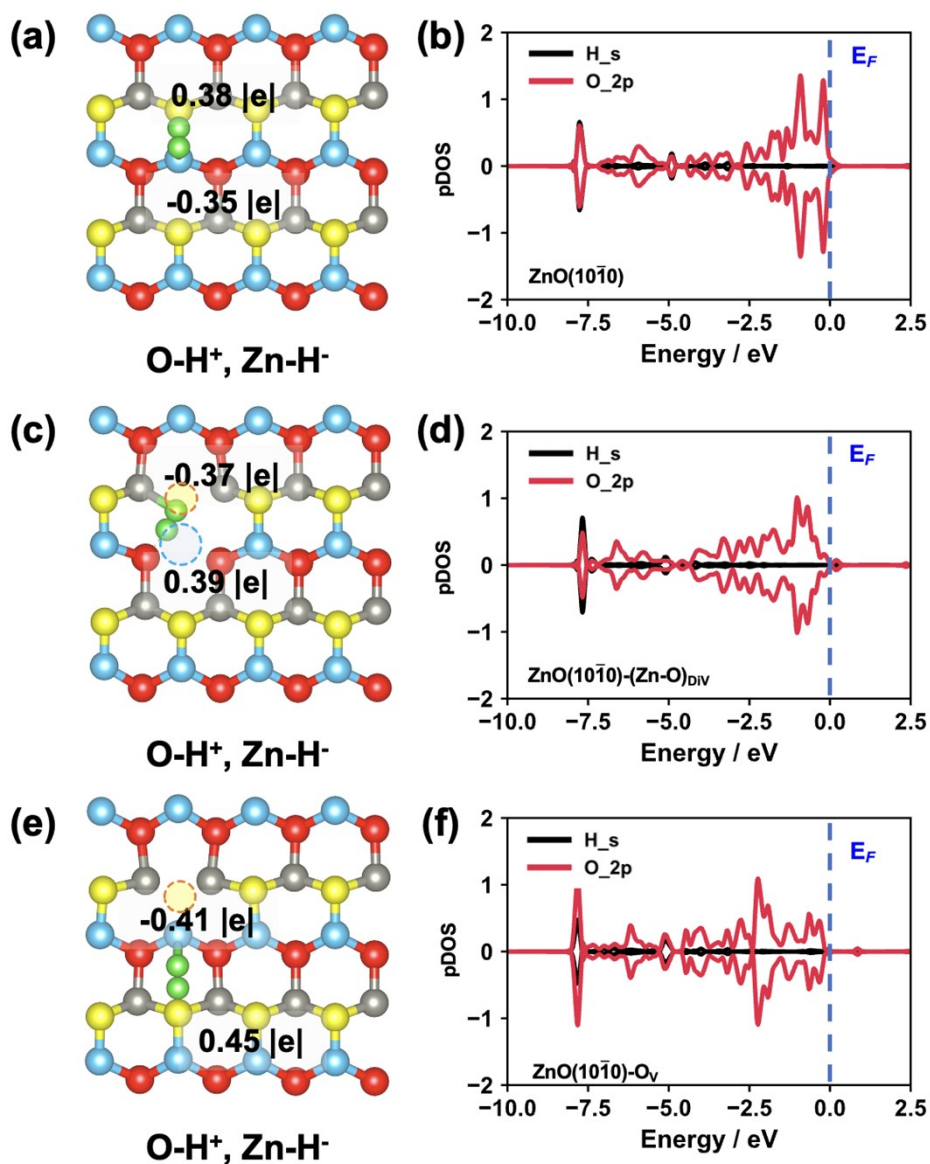 (a)
0.38 |e|
-0.35 |e|
O-H⁺, Zn-H⁻
(b)
H_s
O_2p
E_F
pDOS
2
1
0
−1
−2
ZnO(101̄0)
−10.0 −7.5 −5.0 −2.5 0.0 2.5
Energy / eV
(c)
-0.37 |e|
0.39 |e|
O-H⁺, Zn-H⁻
(d)
H_s
O_2p
E_F
pDOS
2
1
0
−1
−2
ZnO(101̄0)-(Zn-O)DiV
−10.0 −7.5 −5.0 −2.5 0.0 2.5
Energy / eV
(e)
-0.41 |e|
0.45 |e|
O-H⁺, Zn-H⁻
(f)
H_s
O_2p
E_F
pDOS
2
1
0
−1
−2
ZnO(101̄0)-OV
−10.0 −7.5 −5.0 −2.5 0.0 2.5
Energy / eV